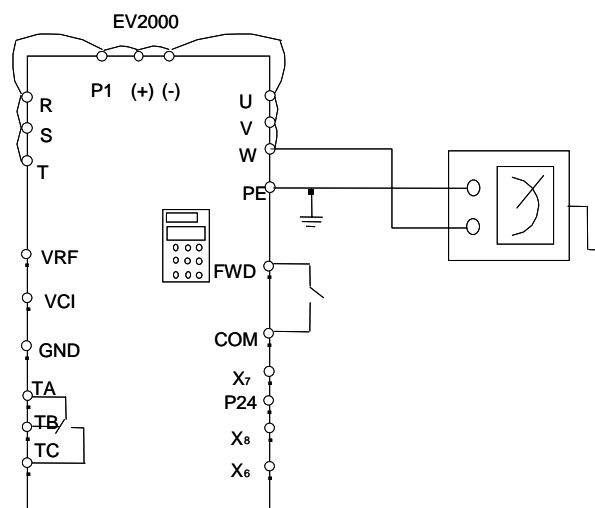 EV2000
P1 (+) (-)
R
S
T
U
V
W
PE
VRF
VCI
GND
TA
TB
TC
FWD
COM
X7
P24
X8
X6